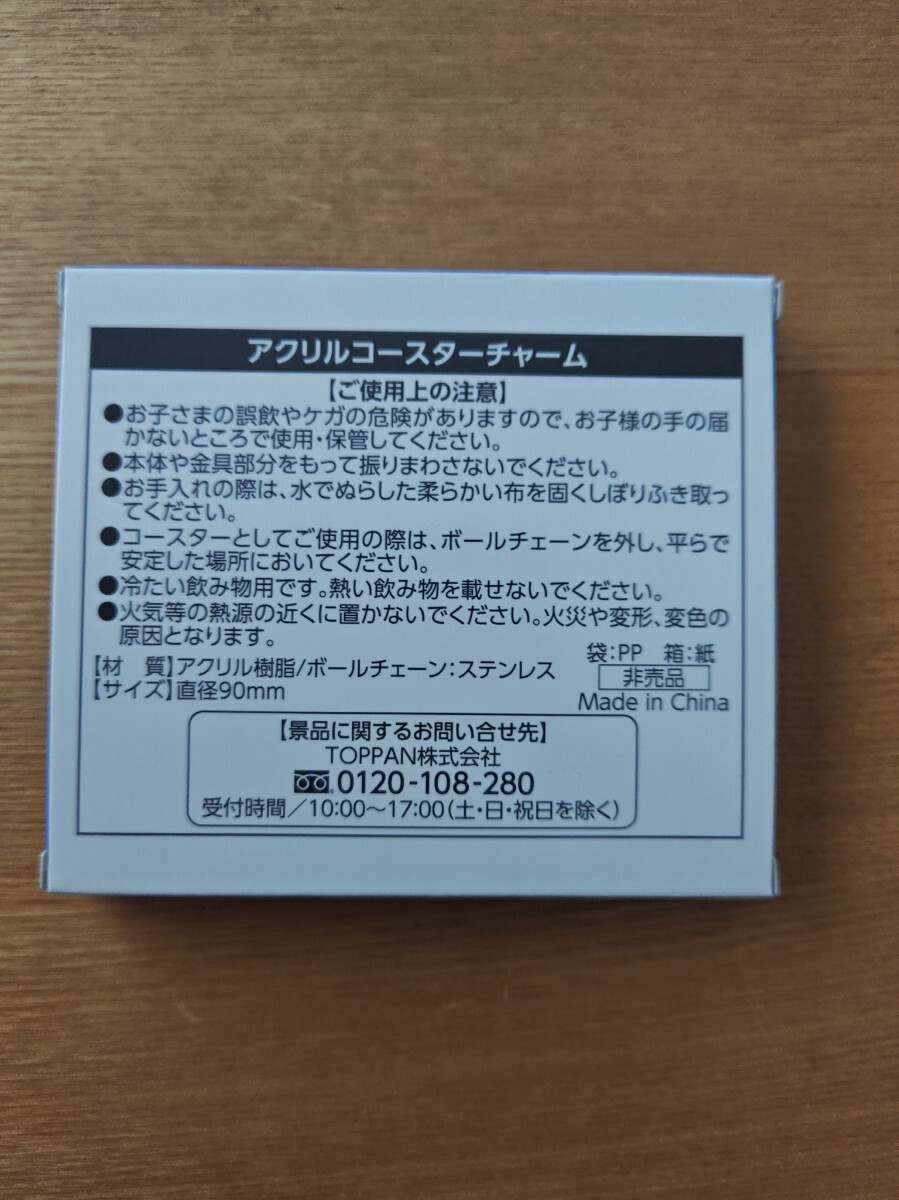 アクリルコースターチャーム
【ご使用上の注意】
●お子さまの誤飲やケガの危険がありますので、お子様の手の届
かないところで使用・保管してください。
●本体や金具部分をもって振りまわさないでください。
●お手入れの際は、水でぬらした柔らかい布を固くしぼりふき取っ
てください。
●コースターとしてご使用の際は、ボールチェーンを外し、平らで
安定した場所においてください。
●冷たい飲み物用です。熱い飲み物を載せないでください。
●火気等の熱源の近くに置かないでください。火災や変形、変色の
原因となります。
【材　質】アクリル樹脂/ボールチェーン：ステンレス
【サイズ】直径90mm
袋：PP　箱：紙
非売品
Made in China
【景品に関するお問い合せ先】
TOPPAN株式会社
0120-108-280
受付時間／10:00〜17:00（土・日・祝日を除く）